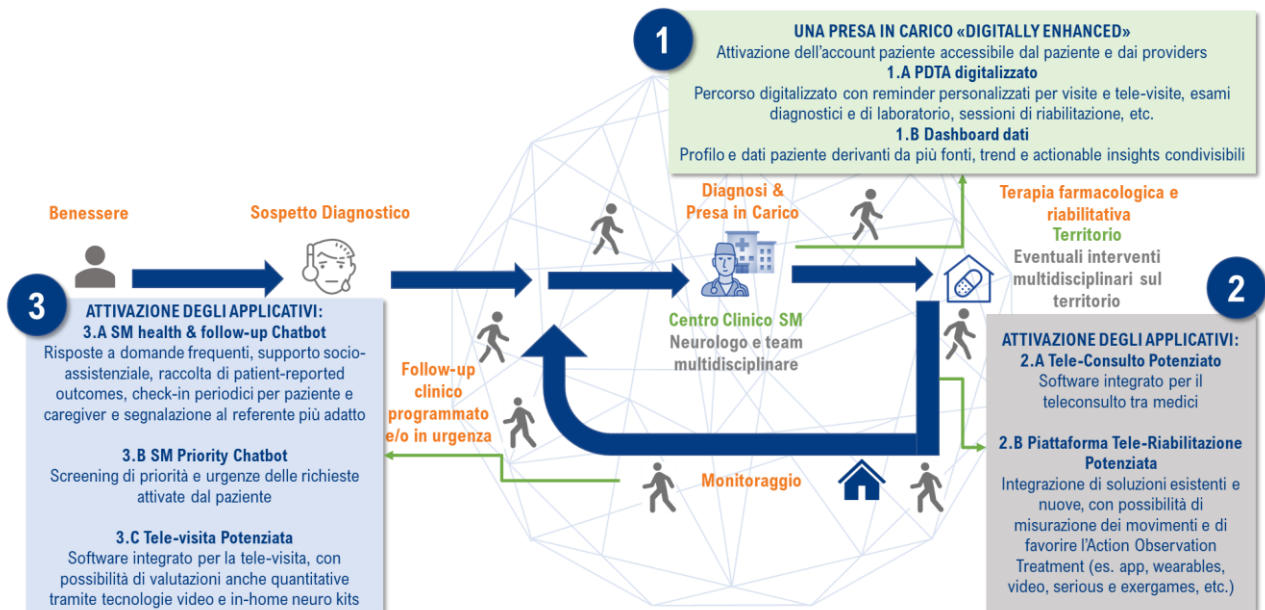 1
UNA PRESA IN CARICO «DIGITALLY ENHANCED»
Attivazione dell'account paziente accessibile dal paziente e dai providers
1.A PDTA digitalizzato
Percorso digitalizzato con reminder personalizzati per visite e tele-visite, esami
diagnostici e di laboratorio, sessioni di riabilitazione, etc.
1.B Dashboard dati
Profilo e dati paziente derivanti da più fonti, trend e actionable insights condivisibili
Benessere
Sospetto Diagnostico
Diagnosi &
Presa in Carico
Terapia farmacologica e
riabilitativa
Territorio
Eventuali interventi
multidisciplinari sul
territorio
Centro Clinico SM
Neurologo e team
multidisciplinare
Follow-up
clinico
programmato
e/o in urgenza
Monitoraggio
3
ATTIVAZIONE DEGLI APPLICATIVI:
3.A SM health & follow-up Chatbot
Risposte a domande frequenti, supporto socio-
assistenziale, raccolta di patient-reported
outcomes, check-in periodici per paziente e
caregiver e segnalazione al referente più adatto
3.B SM Priority Chatbot
Screening di priorità e urgenze delle richieste
attivate dal paziente
3.C Tele-visita Potenziata
Software integrato per la tele-visita, con
possibilità di valutazioni anche quantitative
tramite tecnologie video e in-home neuro kits
2
ATTIVAZIONE DEGLI APPLICATIVI:
2.A Tele-Consulto Potenziato
Software integrato per il
teleconsulto tra medici
2.B Piattaforma Tele-Riabilitazione
Potenziata
Integrazione di soluzioni esistenti e
nuove, con possibilità di
misurazione dei movimenti e di
favorire l'Action Observation
Treatment (es. app, wearables,
video, serious e exergames, etc.)